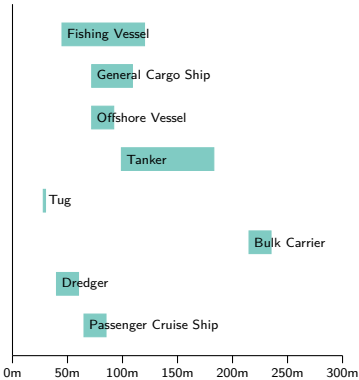 Fishing Vessel
General Cargo Ship
Offshore Vessel
Tanker
Tug
Bulk Carrier
Dredger
Passenger Cruise Ship
0m 50m 100m 150m 200m 250m 300m